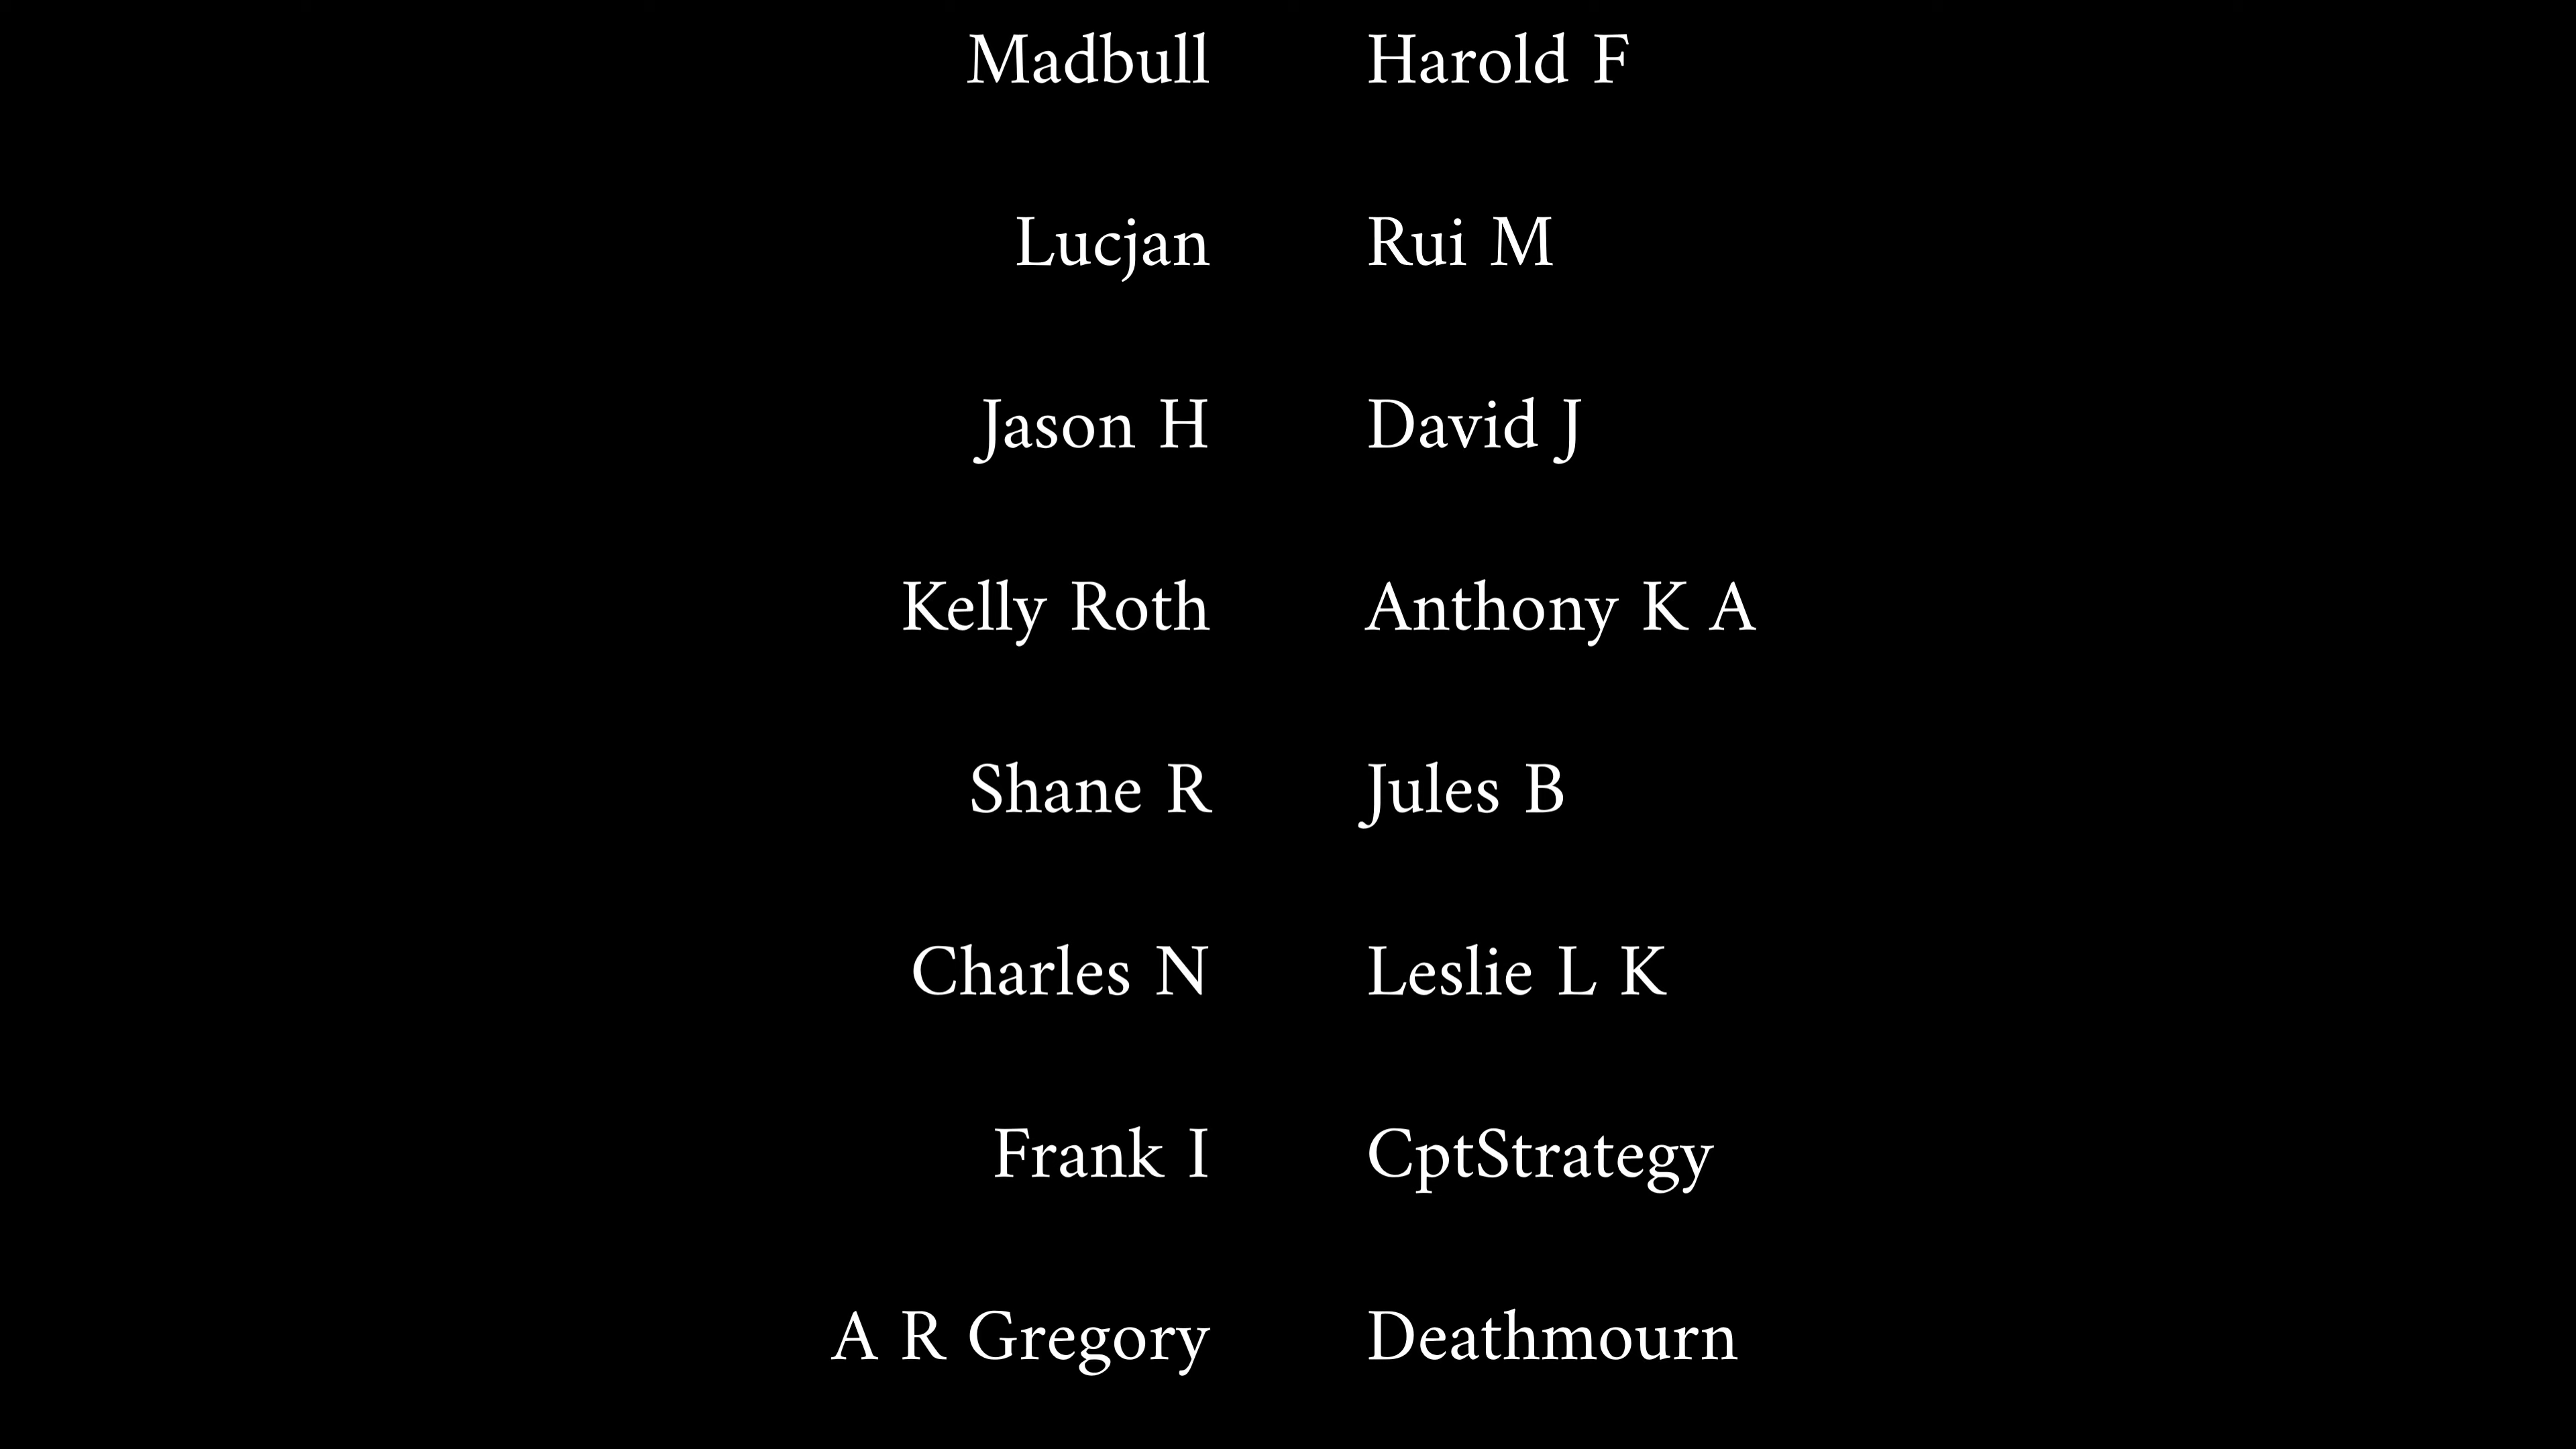 Madbull Harold F
Lucjan Rui M
Jason H David J
Kelly Roth Anthony K A
Shane R Jules B
Charles N Leslie L K
Frank I CptStrategy
A R Gregory Deathmourn